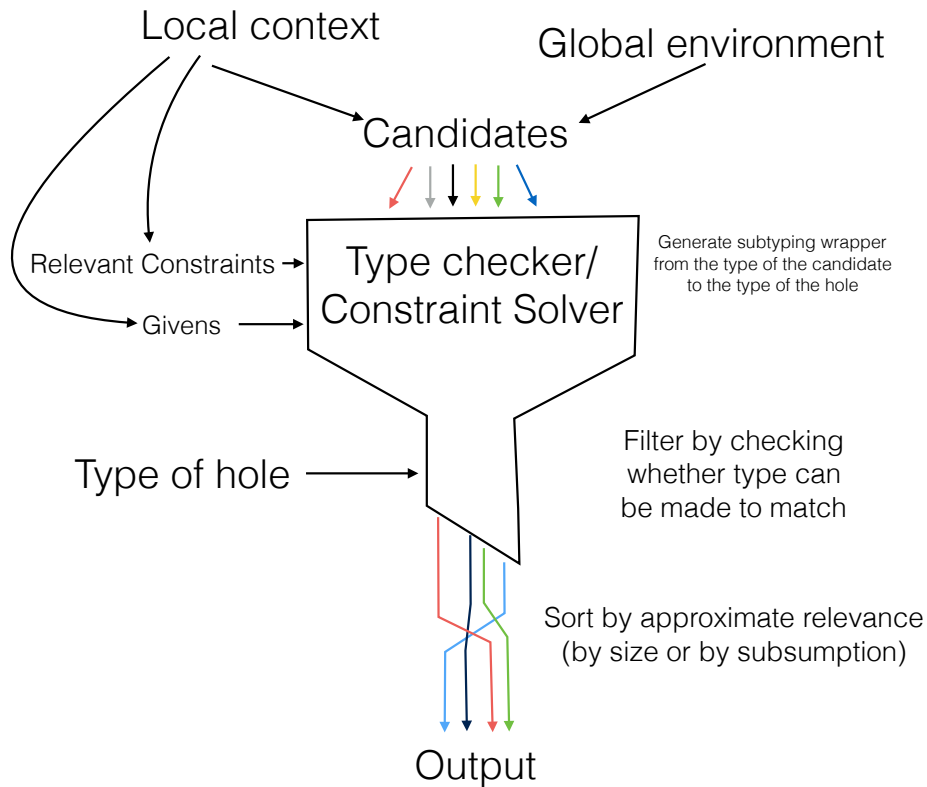 Local context
Global environment
Candidates
Relevant Constraints
Type checker/
Constraint Solver
Generate subtyping wrapper
from the type of the candidate
to the type of the hole
Givens
Type of hole
Filter by checking
whether type can
be made to match
Sort by approximate relevance
(by size or by subsumption)
Output